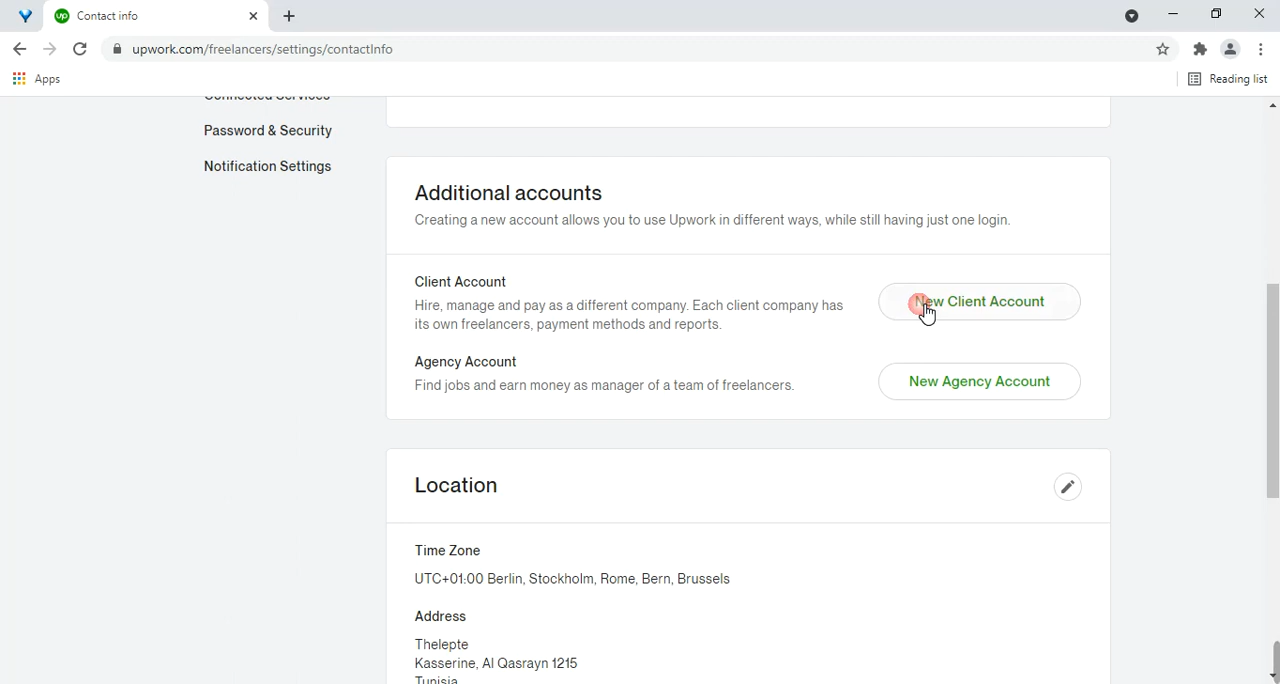 Contact info
upwork.com/freelancers/settings/contactInfo
Apps
Reading list
Connected Services
Password & Security
Notification Settings
Additional accounts
Creating a new account allows you to use Upwork in different ways, while still having just one login.
Client Account
Hire, manage and pay as a different company. Each client company has
its own freelancers, payment methods and reports.
New Client Account
Agency Account
Find jobs and earn money as manager of a team of freelancers.
New Agency Account
Location
Time Zone
UTC+01:00 Berlin, Stockholm, Rome, Bern, Brussels
Address
Thelepte
Kasserine, Al Qasrayn 1215
Tunisia